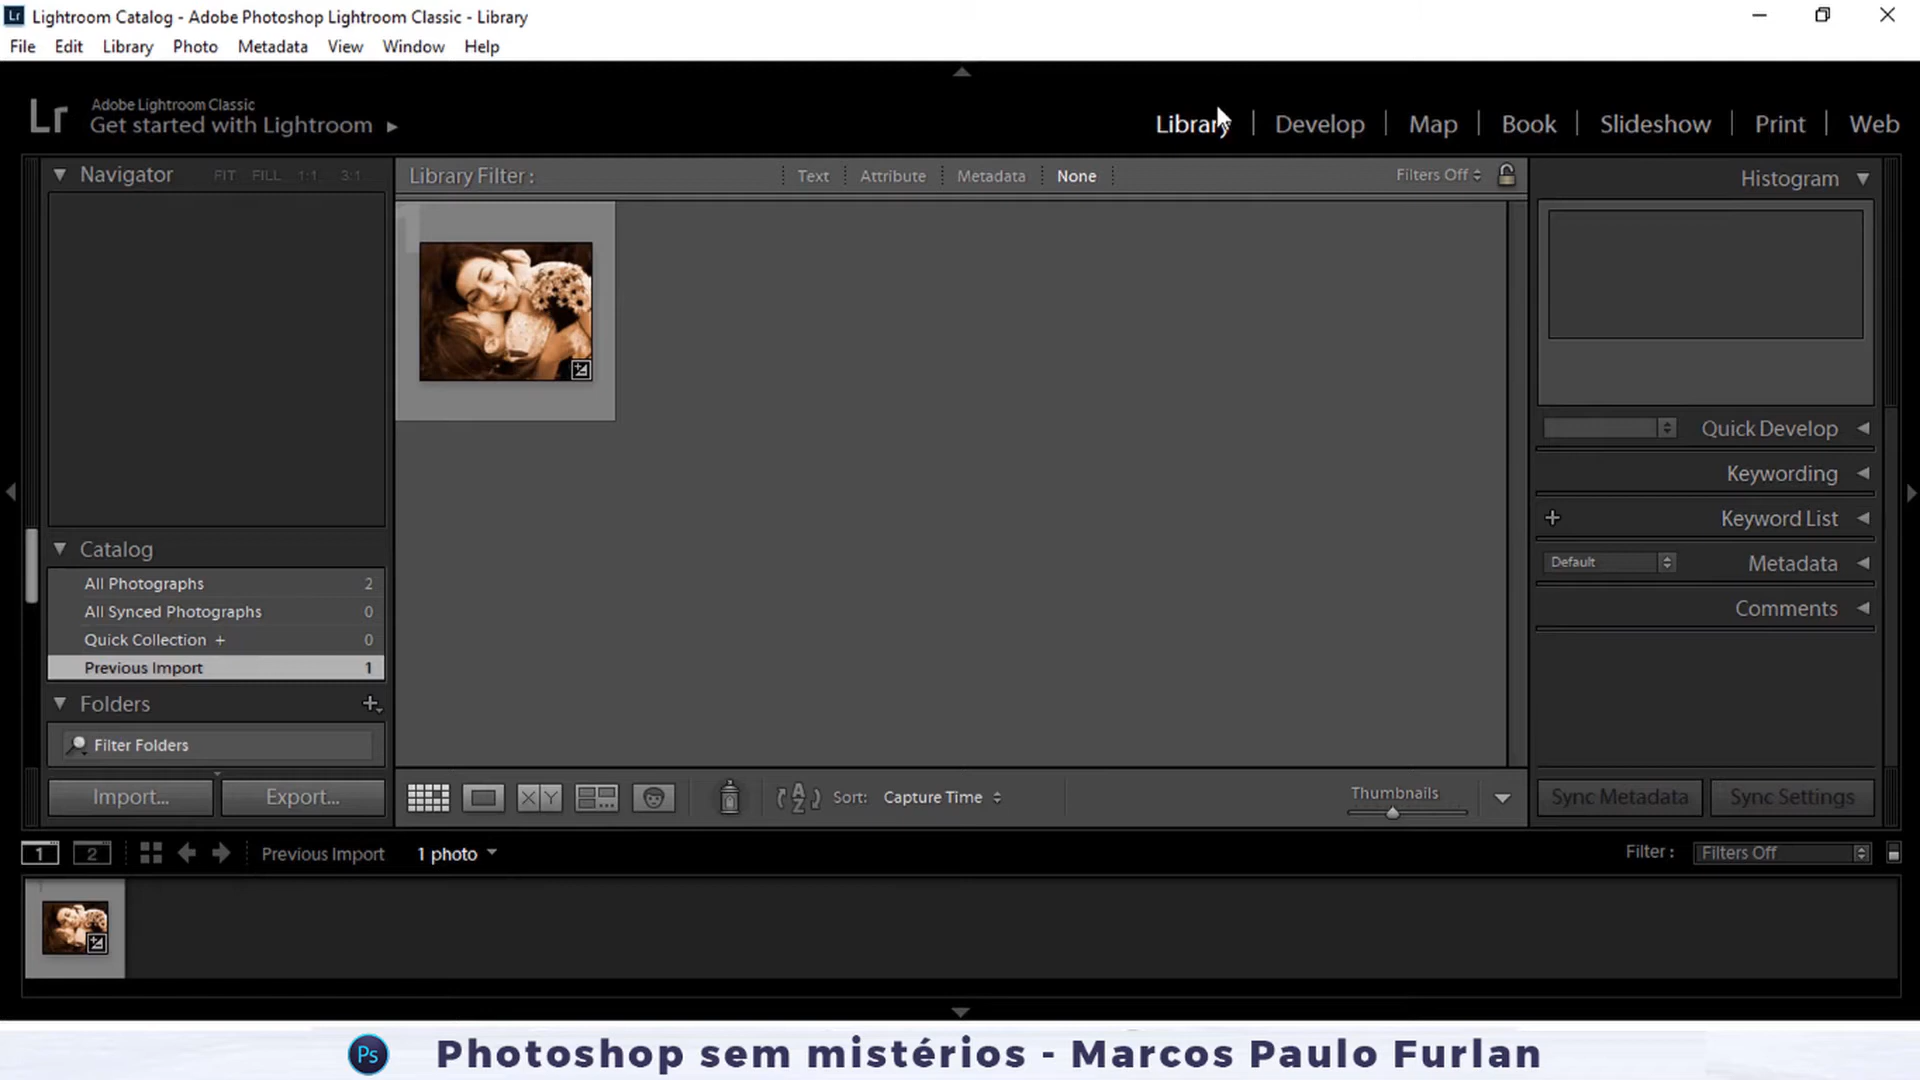 Lightroom Catalog - Adobe Photoshop Lightroom Classic - Library
File Edit Library Photo Metadata View Window Help
Lr Adobe Lightroom Classic
Get started with Lightroom
Library | Develop | Map | Book | Slideshow | Print | Web
Navigator FIT FILL 1:1 3:1
Library Filter : Text Attribute Metadata None Filters Off
Histogram
Quick Develop
Keywording
+ Keyword List
Default Metadata
Comments
Catalog
All Photographs 2
All Synced Photographs 0
Quick Collection + 0
Previous Import 1
Folders +
Filter Folders
Import... Export...
XY Sort: Capture Time Thumbnails
Sync Metadata Sync Settings
1 2 Previous Import 1 photo Filter : Filters Off
Ps Photoshop sem mistérios - Marcos Paulo Furlan